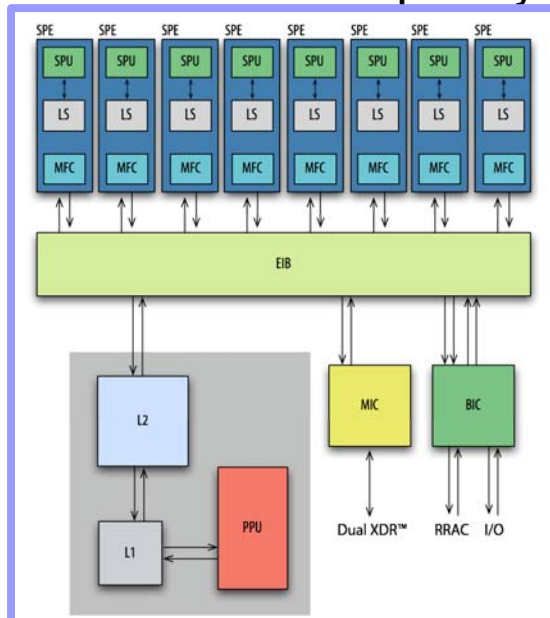 SPE SPE SPE SPE SPE SPE SPE SPE
SPU SPU SPU SPU SPU SPU SPU SPU
LS LS LS LS LS LS LS LS
MFC MFC MFC MFC MFC MFC MFC MFC
EIB
L2 MIC BIC
PPU
L1
Dual XDR™ RRAC I/O